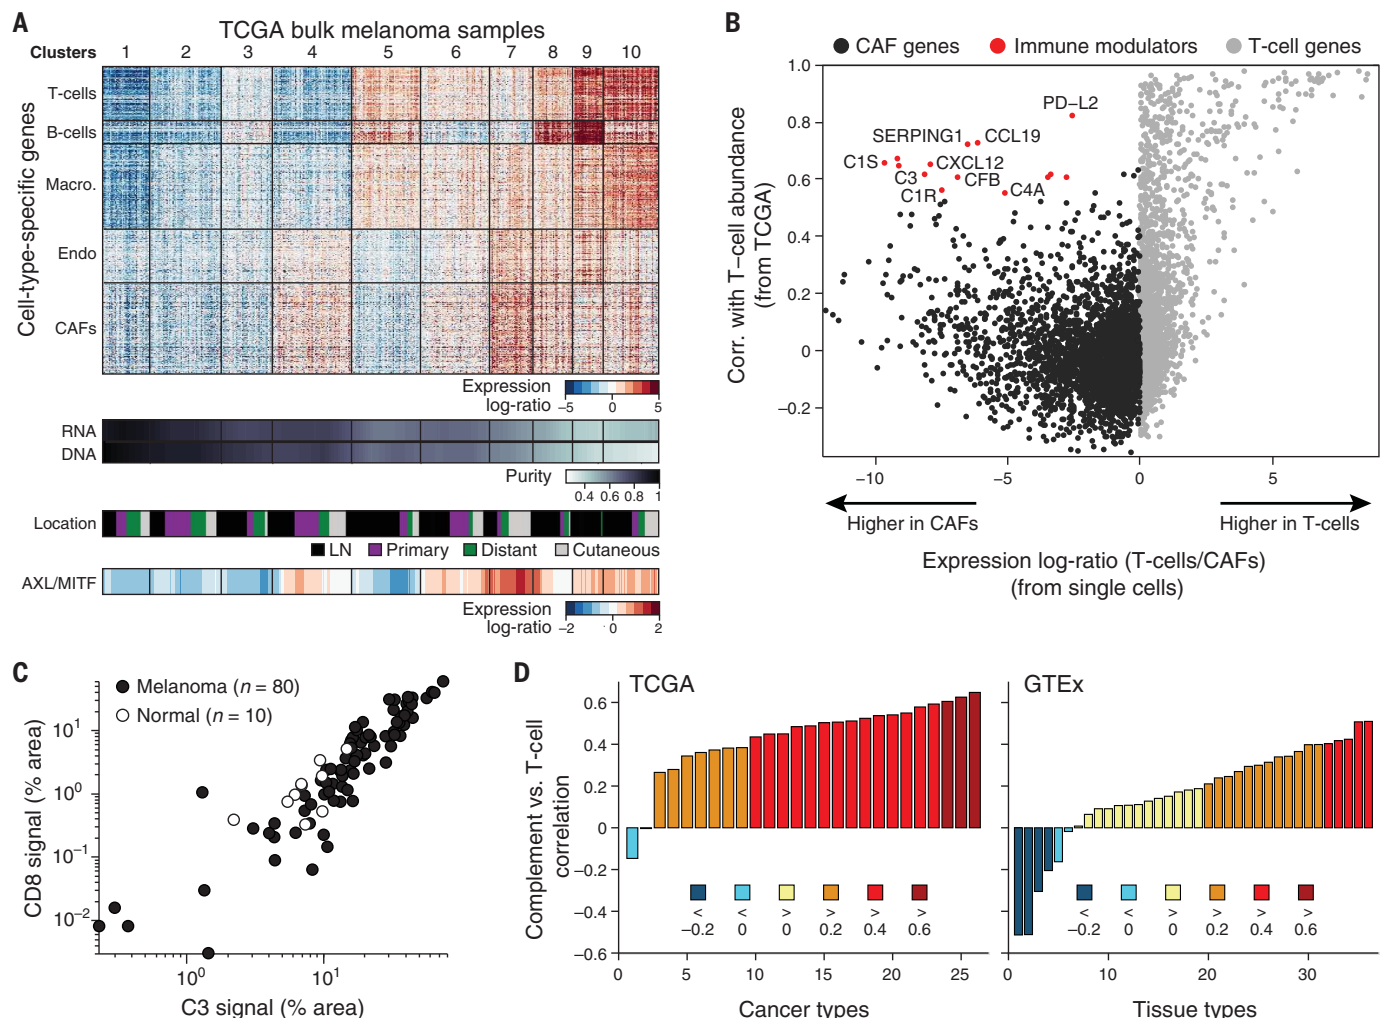 A
TCGA bulk melanoma samples
Clusters 1 2 3 4 5 6 7 8 9 10
Cell-type-specific genes
T-cells
B-cells
Macro.
Endo
CAFs
Expression
log-ratio
−5 0 5
RNA
DNA
Purity
0.4 0.6 0.8 1
Location
LN Primary Distant Cutaneous
AXL/MITF
Expression
log-ratio
−2 0 2
B
CAF genes Immune modulators T-cell genes
Corr. with T−cell abundance
(from TCGA)
1.0
0.8
0.6
0.4
0.2
0
−0.2
PD−L2
SERPING1 CCL19
C1S CXCL12
C3 CFB
C1R C4A
−10 −5 0 5
Higher in CAFs Higher in T-cells
Expression log-ratio (T-cells/CAFs)
(from single cells)
C
Melanoma (n = 80)
Normal (n = 10)
CD8 signal (% area)
10^1
10^0
10^−1
10^−2
10^0 10^1
C3 signal (% area)
D
TCGA
Complement vs. T-cell
correlation
0.6
0.4
0.2
0
−0.2
−0.4
−0.6
< < > > > >
−0.2 0 0 0.2 0.4 0.6
0 5 10 15 20 25
Cancer types
GTEx
< < > > > >
−0.2 0 0 0.2 0.4 0.6
0 10 20 30
Tissue types